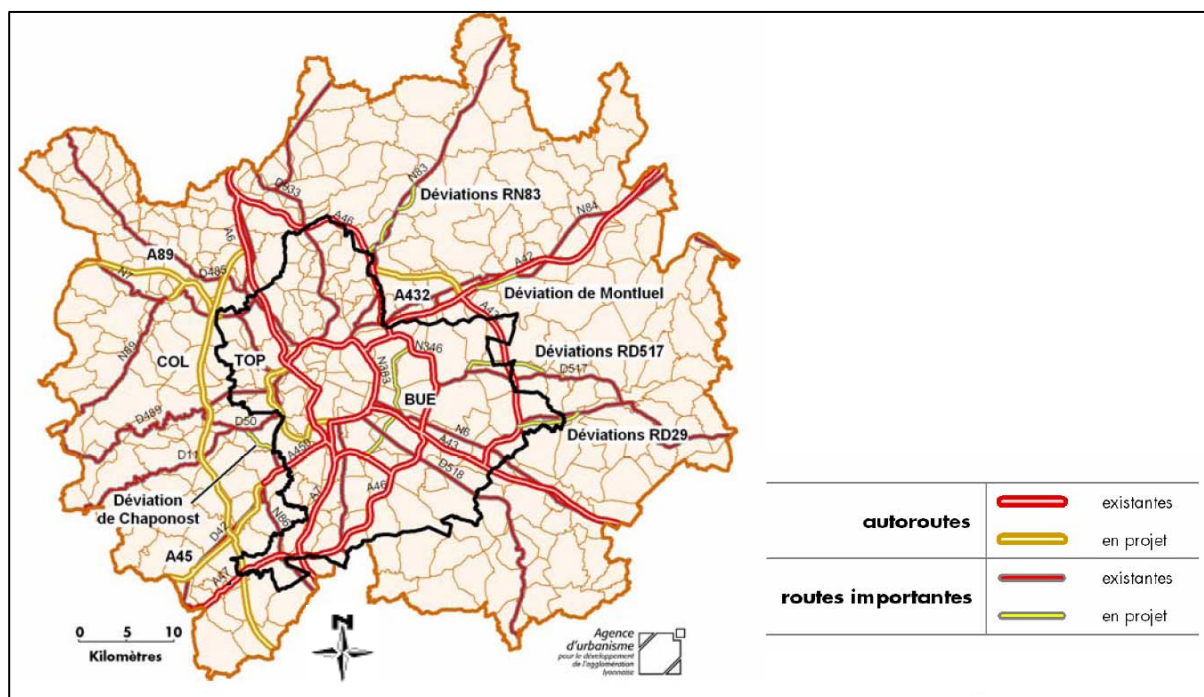 D933
N83
Déviations RN83
A46
N84
A6
A89
D485
N7
A42
A432
Déviation de Montluel
A432
N89
COL
TOP
N346
N383
Déviations RD517
D517
BUE
D489
D50
N6
Déviations RD29
A43
D11
A450
D518
Déviation
de Chaponost
A7
A46
N86
D42
A45
A47
0 5 10
Kilomètres
N
Agence
d'urbanisme
pour le développement
de l'agglomération
lyonnaise
autoroutes
existantes
en projet
routes importantes
existantes
en projet